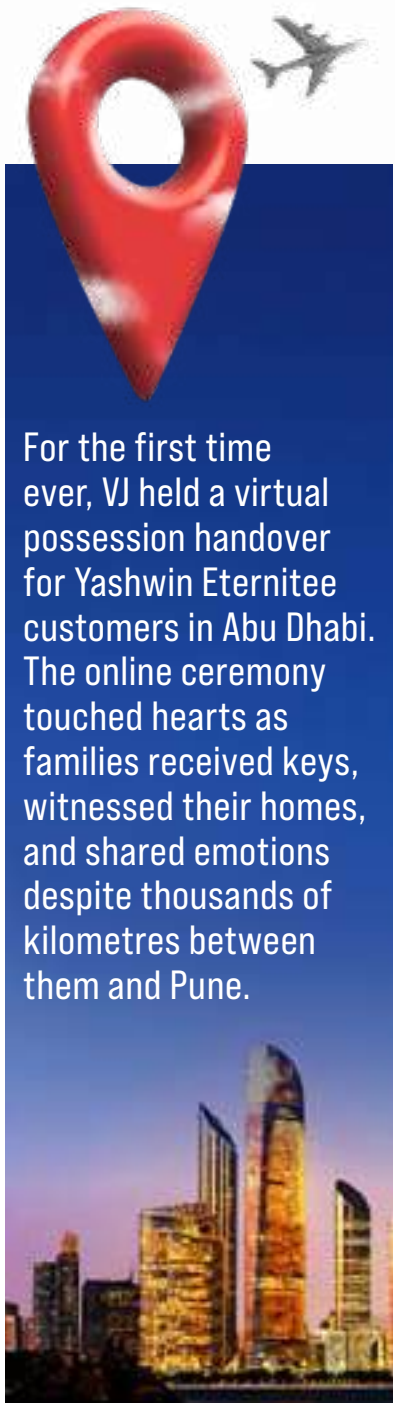 For the first time
ever, VJ held a virtual
possession handover
for Yashwin Eternitee
customers in Abu Dhabi.
The online ceremony
touched hearts as
families received keys,
witnessed their homes,
and shared emotions
despite thousands of
kilometres between
them and Pune.